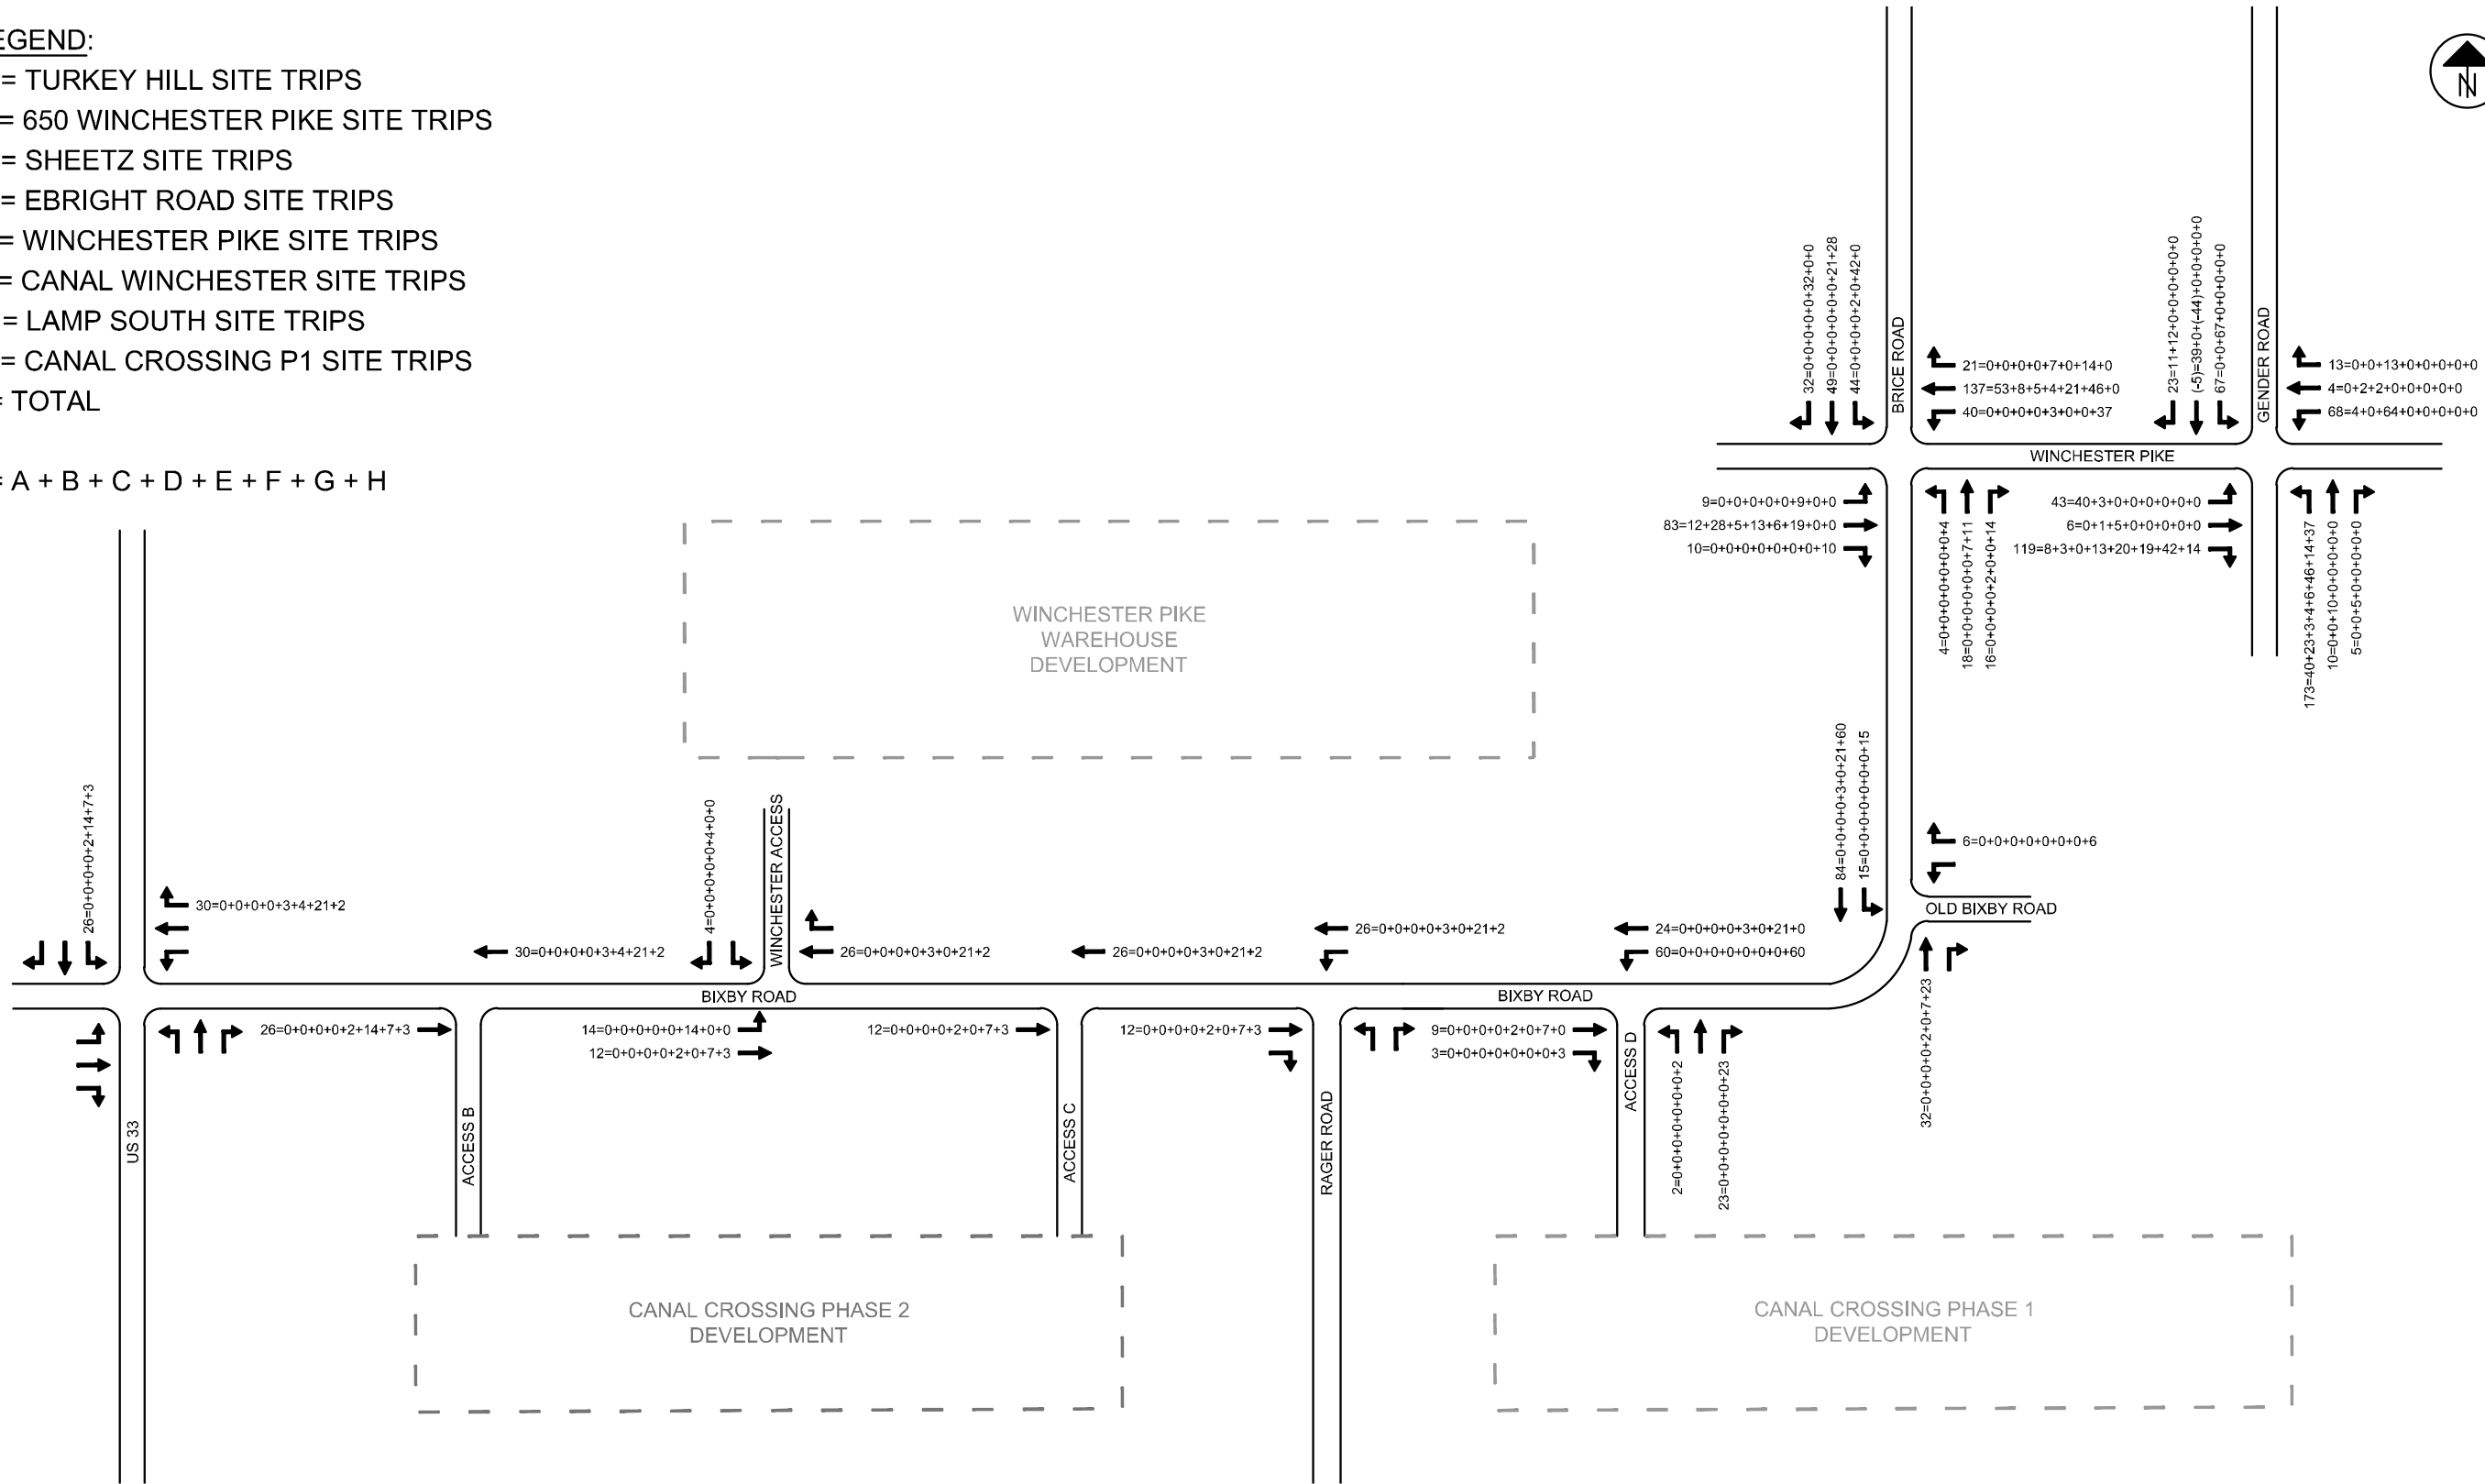 EGEND:
= TURKEY HILL SITE TRIPS
= 650 WINCHESTER PIKE SITE TRIPS
= SHEETZ SITE TRIPS
= EBRIGHT ROAD SITE TRIPS
= WINCHESTER PIKE SITE TRIPS
= CANAL WINCHESTER SITE TRIPS
= LAMP SOUTH SITE TRIPS
= CANAL CROSSING P1 SITE TRIPS
= TOTAL
= A + B + C + D + E + F + G + H
N
32=0+0+0+0+0+32+0+0
49=0+0+0+0+0+0+21+28
44=0+0+0+0+2+0+42+0
BRICE ROAD
21=0+0+0+0+7+0+14+0
137=53+8+5+4+21+46+0
40=0+0+0+0+3+0+0+37
23=11+12+0+0+0+0+0+0
(-5)=39+0+(-44)+0+0+0+0+0
67=0+0+67+0+0+0+0+0
GENDER ROAD
13=0+0+13+0+0+0+0+0
4=0+2+2+0+0+0+0+0
68=4+0+64+0+0+0+0+0
WINCHESTER PIKE
9=0+0+0+0+0+9+0+0
83=12+28+5+13+6+19+0+0
10=0+0+0+0+0+0+0+10
4=0+0+0+0+0+0+0+4
18=0+0+0+0+0+0+7+11
16=0+0+0+0+2+0+0+14
43=40+3+0+0+0+0+0+0
6=0+1+5+0+0+0+0+0
119=8+3+0+13+20+19+42+14
173=40+23+3+4+6+46+14+37
10=0+0+10+0+0+0+0+0
5=0+0+5+0+0+0+0+0
WINCHESTER PIKE
WAREHOUSE
DEVELOPMENT
84=0+0+0+0+3+0+21+60
15=0+0+0+0+0+0+0+15
6=0+0+0+0+0+0+0+6
OLD BIXBY ROAD
32=0+0+0+0+2+0+7+23
26=0+0+0+0+2+14+7+3
30=0+0+0+0+3+4+21+2
30=0+0+0+0+3+4+21+2
4=0+0+0+0+0+4+0+0
WINCHESTER ACCESS
26=0+0+0+0+3+0+21+2
26=0+0+0+0+3+0+21+2
26=0+0+0+0+3+0+21+2
24=0+0+0+0+3+0+21+0
60=0+0+0+0+0+0+0+60
BIXBY ROAD
BIXBY ROAD
26=0+0+0+0+2+14+7+3
14=0+0+0+0+0+14+0+0
12=0+0+0+0+2+0+7+3
12=0+0+0+0+2+0+7+3
12=0+0+0+0+2+0+7+3
9=0+0+0+0+2+0+7+0
3=0+0+0+0+0+0+0+3
2=0+0+0+0+0+0+0+2
23=0+0+0+0+0+0+0+23
US 33
ACCESS B
ACCESS C
RAGER ROAD
ACCESS D
CANAL CROSSING PHASE 2
DEVELOPMENT
CANAL CROSSING PHASE 1
DEVELOPMENT